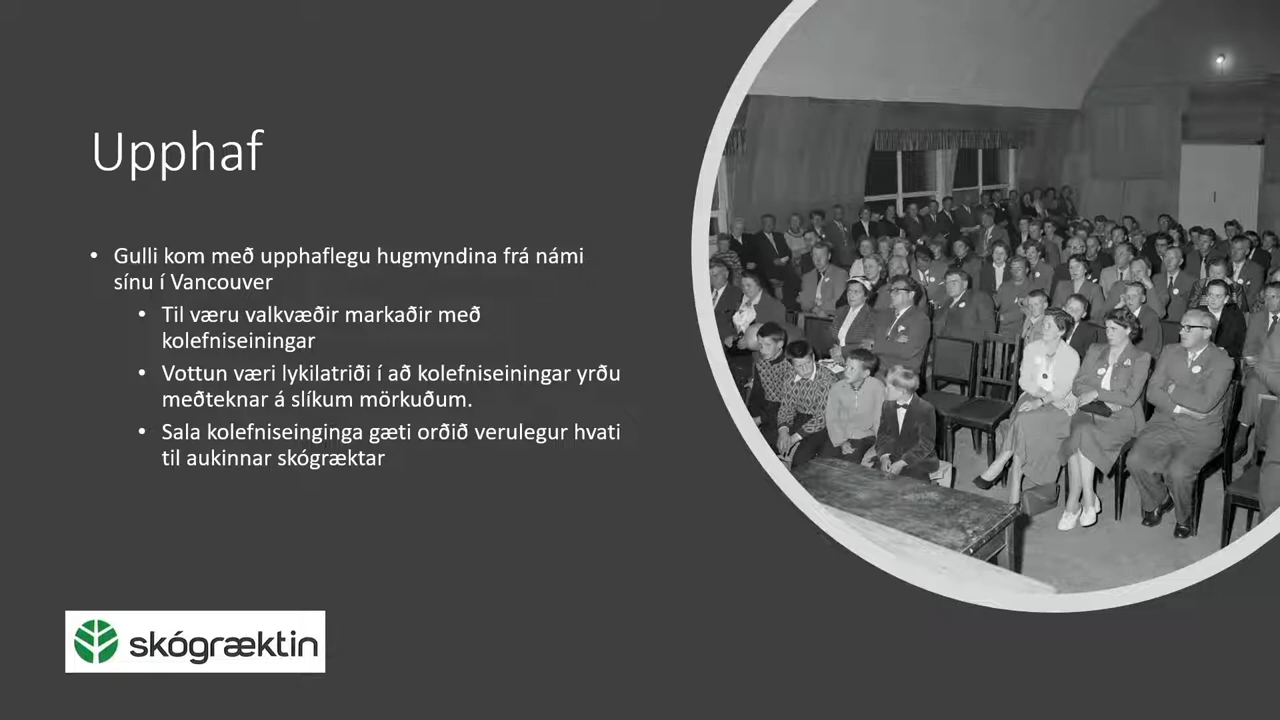 Upphaf
• Gulli kom með upphaflegu hugmyndina frá námi
sínu í Vancouver
• Til væru valkvæðir markaðir með
kolefniseiningar
• Vottun væri lykilatriði í að kolefniseiningar yrðu
meðteknar á slíkum mörkuðum.
• Sala kolefniseinginga gæti orðið verulegur hvati
til aukinnar skógræktar
skógræktin